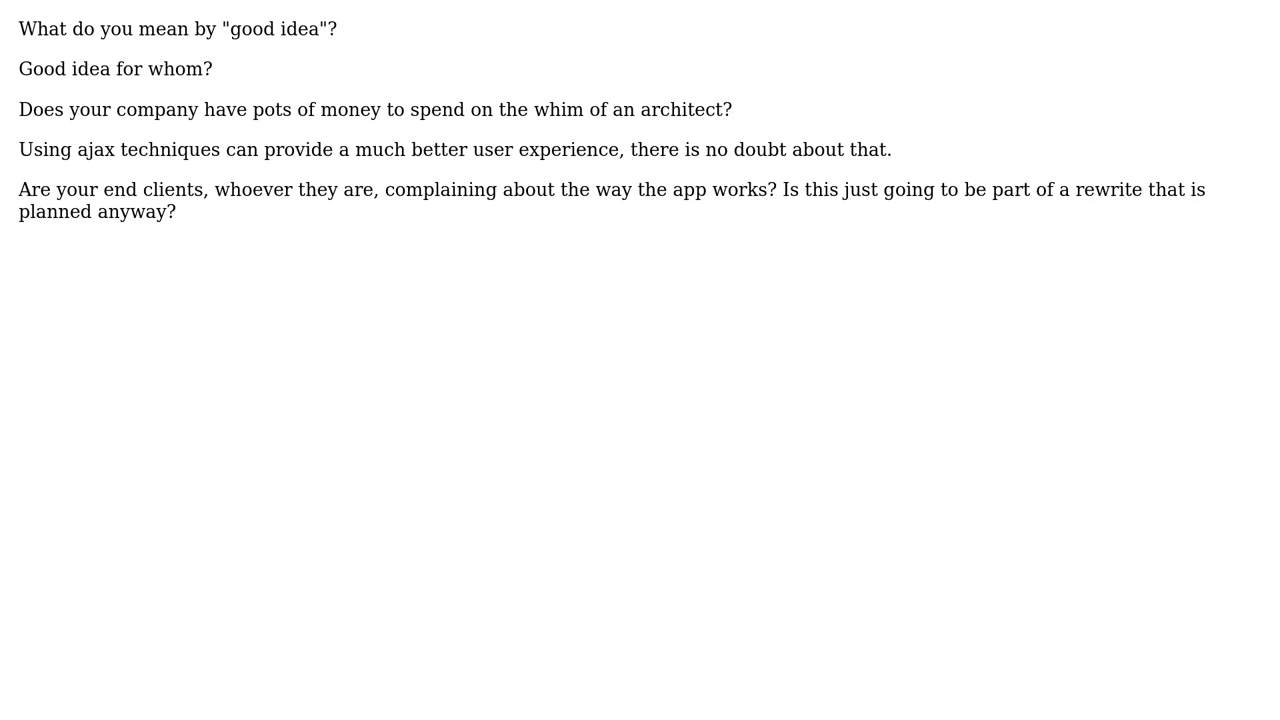 What do you mean by "good idea"?
Good idea for whom?
Does your company have pots of money to spend on the whim of an architect?
Using ajax techniques can provide a much better user experience, there is no doubt about that.
Are your end clients, whoever they are, complaining about the way the app works? Is this just going to be part of a rewrite that is
planned anyway?